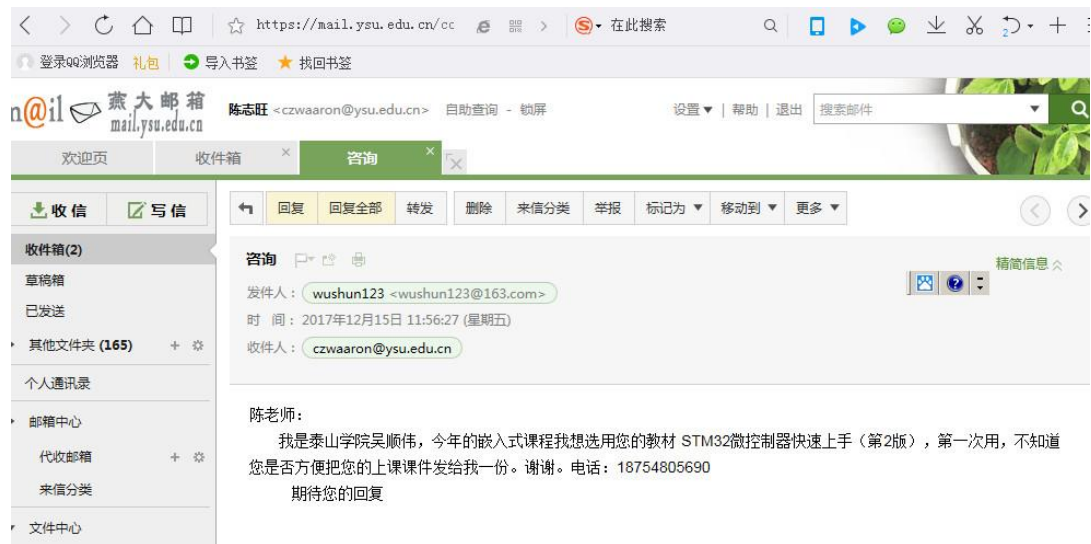 https://mail.ysu.edu.cn/cc
在此搜索
登录QQ浏览器 礼包 导入书签 找回书签
m@il 燕大邮箱
mail.ysu.edu.cn
陈志旺 <czwaaron@ysu.edu.cn> 自助查询 - 锁屏
设置▼ | 帮助 | 退出 搜索邮件
欢迎页 收件箱 × 咨询 ×
收信 写信
回复 回复全部 转发 删除 来信分类 举报 标记为 ▼ 移动到 ▼ 更多 ▼
收件箱(2)
草稿箱
已发送
其他文件夹 (165) +
个人通讯录
邮箱中心
代收邮箱 +
来信分类
文件中心
咨询
精简信息
发件人： wushun123 <wushun123@163.com>
时 间： 2017年12月15日 11:56:27 (星期五)
收件人： czwaaron@ysu.edu.cn
陈老师：
我是泰山学院吴顺伟，今年的嵌入式课程我想选用您的教材 STM32微控制器快速上手（第2版），第一次用，不知道
您是否方便把您的上课课件发给我一份。谢谢。电话：18754805690
期待您的回复